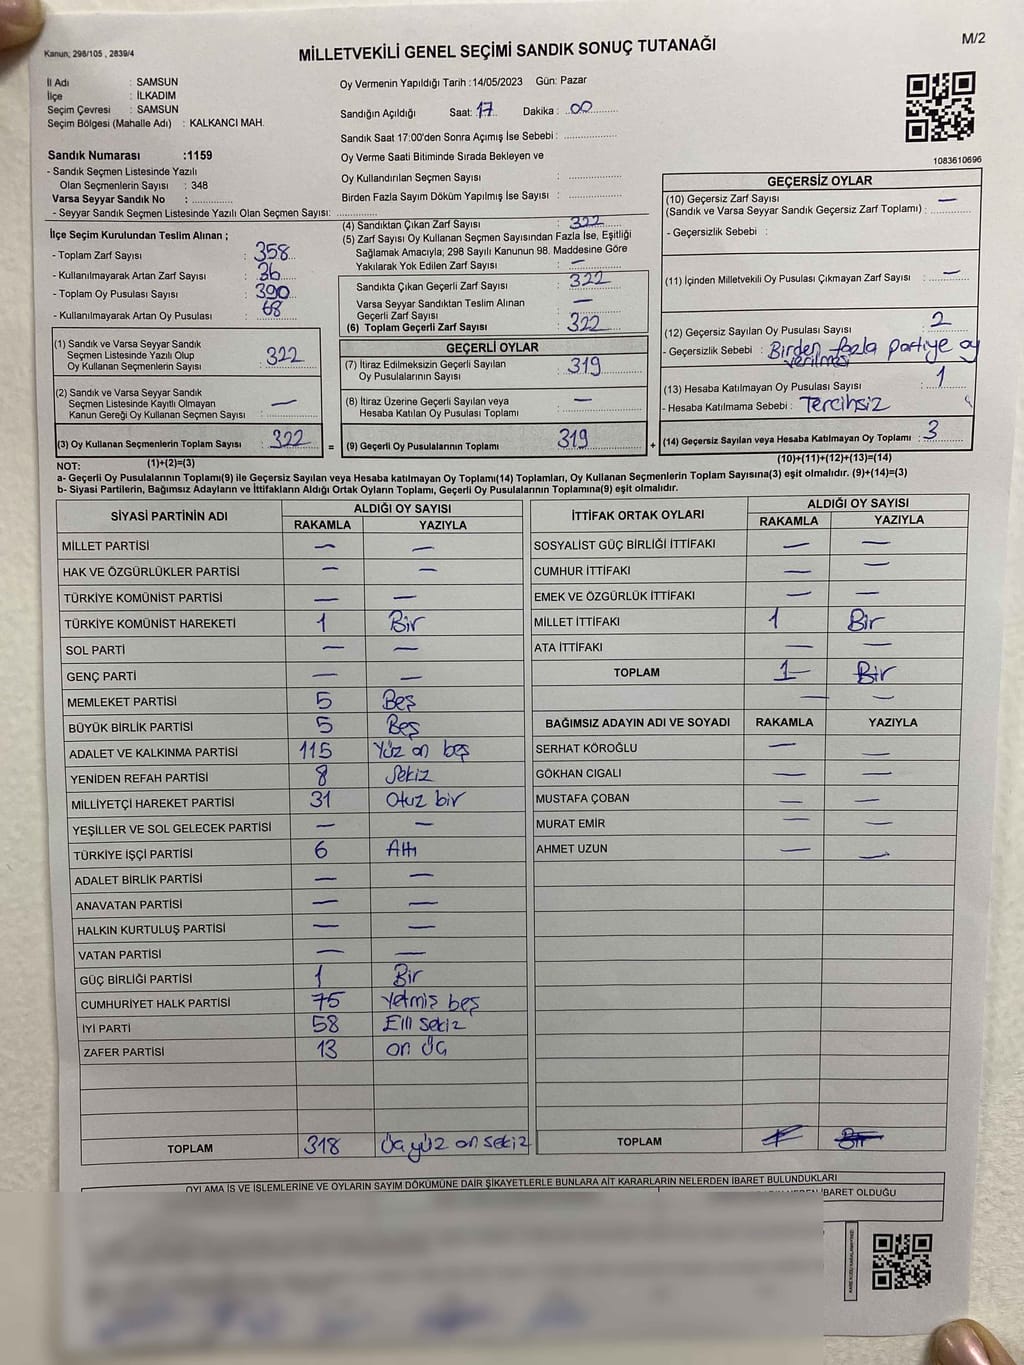 Kanun; 298/105 , 2839/4
MİLLETVEKİLİ GENEL SEÇİMİ SANDIK SONUÇ TUTANAĞI
M/2
İl Adı : SAMSUN
İlçe : İLKADIM
Seçim Çevresi : SAMSUN
Seçim Bölgesi (Mahalle Adı) : KALKANCI MAH.
Oy Vermenin Yapıldığı Tarih :14/05/2023 Gün: Pazar
Sandığın Açıldığı Saat: 17 Dakika : 00
Sandık Saat 17:00'den Sonra Açımış İse Sebebi :
Oy Verme Saati Bitiminde Sırada Bekleyen ve
Oy Kullandırılan Seçmen Sayısı :
Birden Fazla Sayım Döküm Yapılmış İse Sayısı :
1083610696
Sandık Numarası :1159
- Sandık Seçmen Listesinde Yazılı
Olan Seçmenlerin Sayısı : 348
Varsa Seyyar Sandık No :
- Seyyar Sandık Seçmen Listesinde Yazılı Olan Seçmen Sayısı:
İlçe Seçim Kurulundan Teslim Alınan ;
- Toplam Zarf Sayısı : 358
- Kullanılmayarak Artan Zarf Sayısı : 36
- Toplam Oy Pusulası Sayısı : 390
- Kullanılmayarak Artan Oy Pusulası : 68
(1) Sandık ve Varsa Seyyar Sandık
Seçmen Listesinde Yazılı Olup
Oy Kullanan Seçmenlerin Sayısı : 322
(2) Sandık ve Varsa Seyyar Sandık
Seçmen Listesinde Kayıtlı Olmayan
Kanun Gereği Oy Kullanan Seçmen Sayısı : —
(3) Oy Kullanan Seçmenlerin Toplam Sayısı : 322 =
(1)+(2)=(3)
(4) Sandıktan Çıkan Zarf Sayısı : 322
(5) Zarf Sayısı Oy Kullanan Seçmen Sayısından Fazla İse, Eşitliği
Sağlamak Amacıyla; 298 Sayılı Kanunun 98. Maddesine Göre
Yakılarak Yok Edilen Zarf Sayısı : —
Sandıkta Çıkan Geçerli Zarf Sayısı : 322
Varsa Seyyar Sandıktan Teslim Alınan
Geçerli Zarf Sayısı : —
(6) Toplam Geçerli Zarf Sayısı : 322
GEÇERLİ OYLAR
(7) İtiraz Edilmeksizin Geçerli Sayılan
Oy Pusulalarının Sayısı : 319
(8) İtiraz Üzerine Geçerli Sayılan veya
Hesaba Katılan Oy Pusulası Toplamı : —
(9) Geçerli Oy Pusulalarının Toplamı : 319 +
GEÇERSİZ OYLAR
(10) Geçersiz Zarf Sayısı
(Sandık ve Varsa Seyyar Sandık Geçersiz Zarf Toplamı) : —
- Geçersizlik Sebebi :
(11) İçinden Milletvekili Oy Pusulası Çıkmayan Zarf Sayısı : —
(12) Geçersiz Sayılan Oy Pusulası Sayısı : 2
- Geçersizlik Sebebi : Birden fazla partiye oy
verilmesi
(13) Hesaba Katılmayan Oy Pusulası Sayısı : 1
- Hesaba Katılmama Sebebi : Tercihsiz
(14) Geçersiz Sayılan veya Hesaba Katılmayan Oy Toplamı : 3
(10)+(11)+(12)+(13)=(14)
NOT:
a- Geçerli Oy Pusulalarının Toplamı(9) ile Geçersiz Sayılan veya Hesaba katılmayan Oy Toplamı(14) Toplamları, Oy Kullanan Seçmenlerin Toplam Sayısına(3) eşit olmalıdır. (9)+(14)=(3)
b- Siyasi Partilerin, Bağımsız Adayların ve İttifakların Aldığı Ortak Oyların Toplamı, Geçerli Oy Pusulalarının Toplamına(9) eşit olmalıdır.
SİYASİ PARTİNİN ADI ALDIĞI OY SAYISI
RAKAMLA YAZIYLA
MİLLET PARTİSİ — —
HAK VE ÖZGÜRLÜKLER PARTİSİ — —
TÜRKİYE KOMÜNİST PARTİSİ — —
TÜRKİYE KOMÜNİST HAREKETİ 1 Bir
SOL PARTİ — —
GENÇ PARTİ — —
MEMLEKET PARTİSİ 5 Beş
BÜYÜK BİRLİK PARTİSİ 5 Beş
ADALET VE KALKINMA PARTİSİ 115 Yüz on beş
YENİDEN REFAH PARTİSİ 8 Sekiz
MİLLİYETÇİ HAREKET PARTİSİ 31 Otuz bir
YEŞİLLER VE SOL GELECEK PARTİSİ — —
TÜRKİYE İŞÇİ PARTİSİ 6 Altı
ADALET BİRLİK PARTİSİ — —
ANAVATAN PARTİSİ — —
HALKIN KURTULUŞ PARTİSİ — —
VATAN PARTİSİ — —
GÜÇ BİRLİĞİ PARTİSİ 1 Bir
CUMHURİYET HALK PARTİSİ 75 Yetmiş beş
İYİ PARTİ 58 Elli sekiz
ZAFER PARTİSİ 13 on üç
TOPLAM 318 Üçyüz on sekiz
İTTİFAK ORTAK OYLARI ALDIĞI OY SAYISI
RAKAMLA YAZIYLA
SOSYALİST GÜÇ BİRLİĞİ İTTİFAKI — —
CUMHUR İTTİFAKI — —
EMEK VE ÖZGÜRLÜK İTTİFAKI — —
MİLLET İTTİFAKI 1 Bir
ATA İTTİFAKI — —
TOPLAM 1 Bir
— —
BAĞIMSIZ ADAYIN ADI VE SOYADI RAKAMLA YAZIYLA
SERHAT KÖROĞLU — —
GÖKHAN CIGALI — —
MUSTAFA ÇOBAN — —
MURAT EMİR — —
AHMET UZUN — —
TOPLAM 1 Bir
OYLAMA İŞ VE İŞLEMLERİNE VE OYLARIN SAYIM DÖKÜMÜNE DAİR ŞİKAYETLERLE BUNLARA AİT KARARLARIN NELERDEN İBARET BULUNDUKLARI
İBARET OLDUĞU